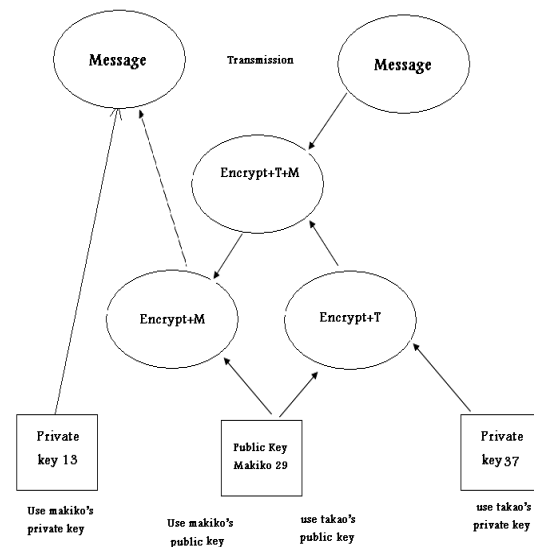 Message
Transmission
Message
Encrypt+T+M
Encrypt+M
Encrypt+T
Private
key 13
Public Key
Makiko 29
Private
key 37
Use makiko's
private key
Use makiko's
public key
use takao's
public key
use takao's
private key